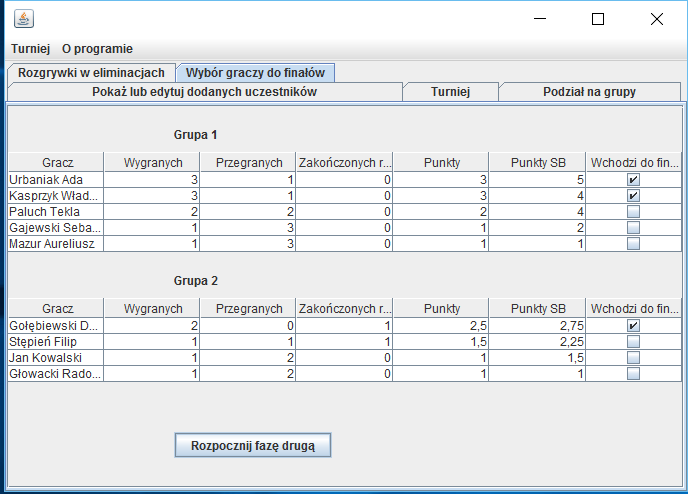 Turniej O programie
Rozgrywki w eliminacjach Wybór graczy do finałów
Pokaż lub edytuj dodanych uczestników Turniej Podział na grupy
Grupa 1
Gracz Wygranych Przegranych Zakończonych r... Punkty Punkty SB Wchodzi do fin...
Urbaniak Ada 3 1 0 3 5
Kasprzyk Wład... 3 1 0 3 4
Paluch Tekla 2 2 0 2 4
Gajewski Seba... 1 3 0 1 2
Mazur Aureliusz 1 3 0 1 1
Grupa 2
Gracz Wygranych Przegranych Zakończonych r... Punkty Punkty SB Wchodzi do fin...
Gołębiewski D... 2 0 1 2,5 2,75
Stępień Filip 1 1 1 1,5 2,25
Jan Kowalski 1 2 0 1 1,5
Głowacki Rado... 1 2 0 1 1
Rozpocznij fazę drugą